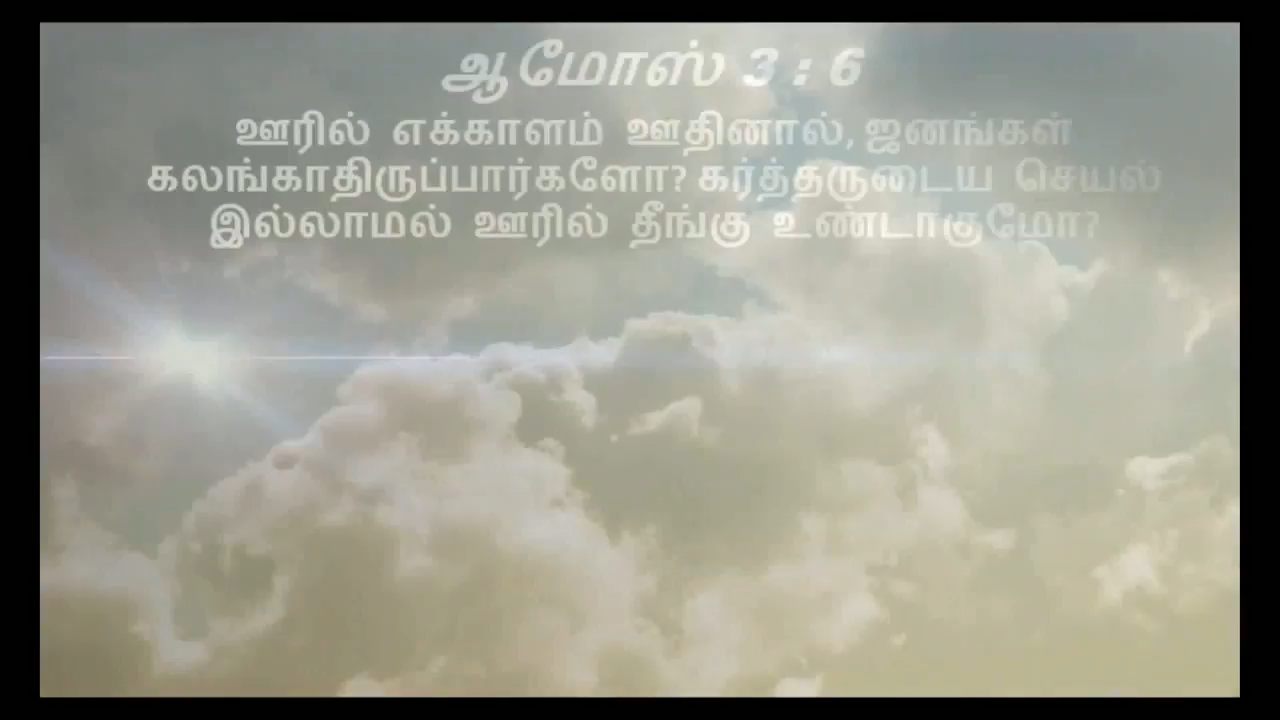 ஆமோஸ் 3 : 6
ஊரில் எக்காளம் ஊதினால், ஜனங்கள்
கலங்காதிருப்பார்களோ? கர்த்தருடைய செயல்
இல்லாமல் ஊரில் தீங்கு உண்டாகுமோ?